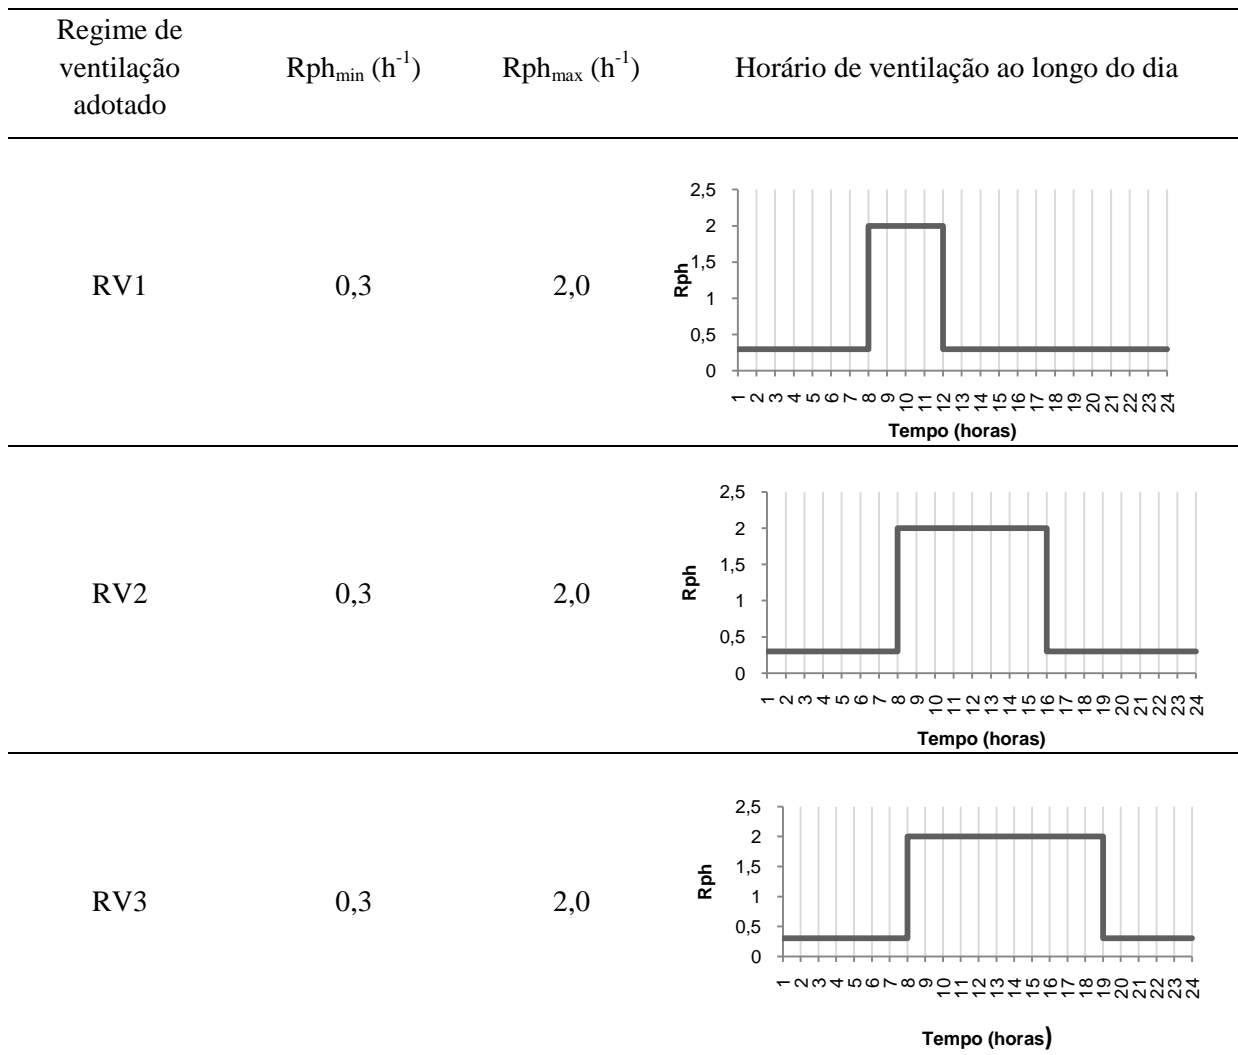 Regime de
ventilação
adotado
Rphmin (h-1)
Rphmax (h-1)
Horário de ventilação ao longo do dia
RV1
0,3
2,0
2,5
2
1,5
1
0,5
0
Rph
1 2 3 4 5 6 7 8 9 10 11 12 13 14 15 16 17 18 19 20 21 22 23 24
Tempo (horas)
RV2
0,3
2,0
2,5
2
1,5
1
0,5
0
Rph
1 2 3 4 5 6 7 8 9 10 11 12 13 14 15 16 17 18 19 20 21 22 23 24
Tempo (horas)
RV3
0,3
2,0
2,5
2
1,5
1
0,5
0
Rph
1 2 3 4 5 6 7 8 9 10 11 12 13 14 15 16 17 18 19 20 21 22 23 24
Tempo (horas)